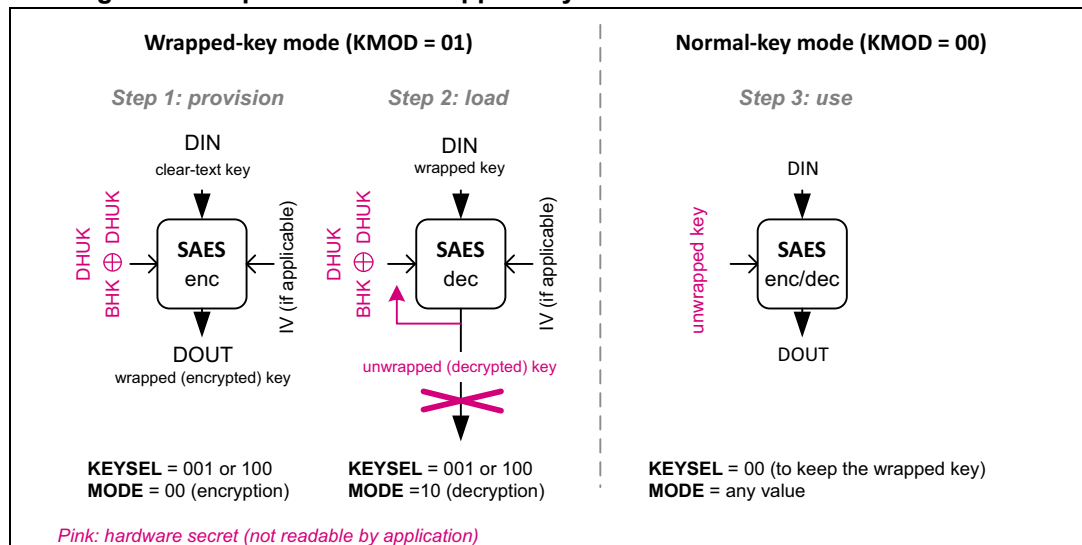 Wrapped-key mode (KMOD = 01)
Normal-key mode (KMOD = 00)
Step 1: provision
Step 2: load
Step 3: use
DIN
clear-text key
DHUK
BHK ⊕ DHUK
SAES
enc
IV (if applicable)
DOUT
wrapped (encrypted) key
DIN
wrapped key
DHUK
BHK ⊕ DHUK
SAES
dec
IV (if applicable)
unwrapped (decrypted) key
DIN
unwrapped key
SAES
enc/dec
DOUT
KEYSEL = 001 or 100
MODE = 00 (encryption)
KEYSEL = 001 or 100
MODE =10 (decryption)
KEYSEL = 00 (to keep the wrapped key)
MODE = any value
Pink: hardware secret (not readable by application)